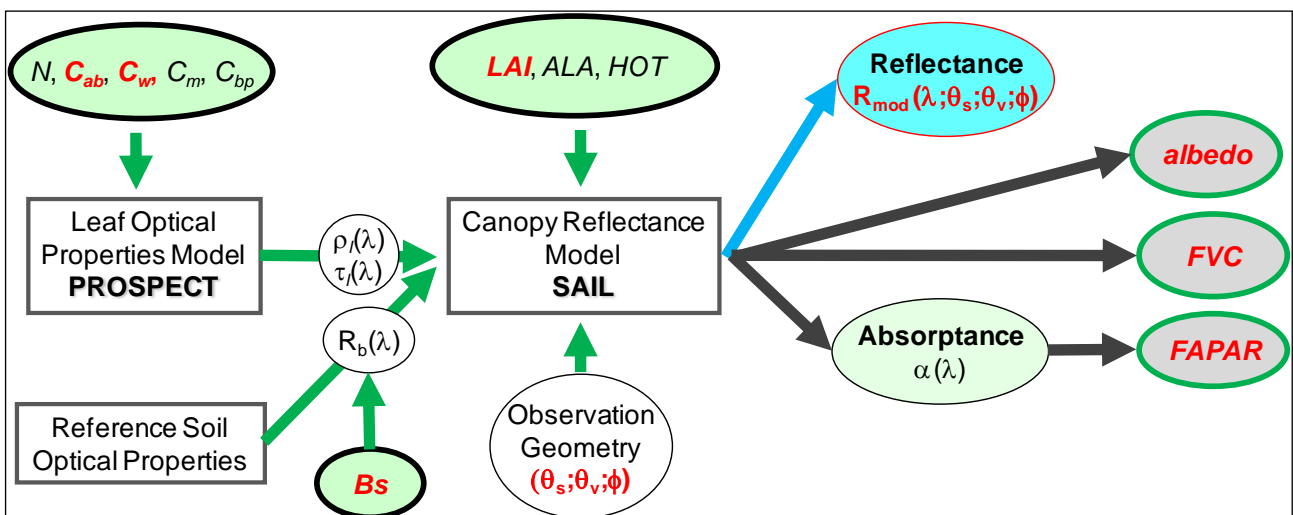 N, Cab, Cw, Cm, Cbp
LAI, ALA, HOT
Reflectance
Rmod(λ;θs;θv;ϕ)
albedo
Leaf Optical
Properties Model
PROSPECT
ρl(λ)
τl(λ)
Canopy Reflectance
Model
SAIL
FVC
Rb(λ)
Absorptance
α(λ)
FAPAR
Reference Soil
Optical Properties
Bs
Observation
Geometry
(θs;θv;ϕ)